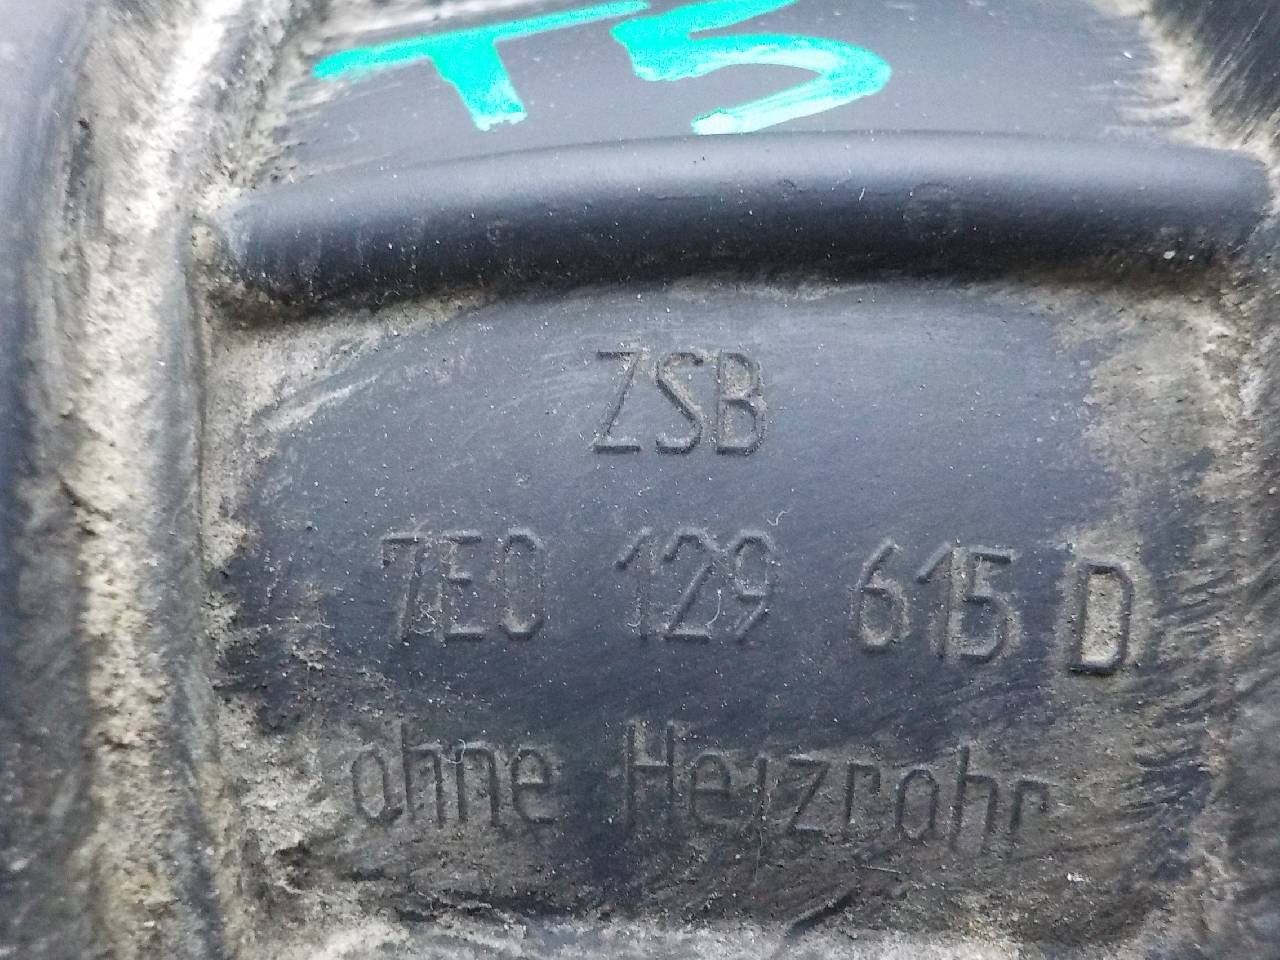 T5
ZSB
7E0 129 615 D
ohne Heizrohr